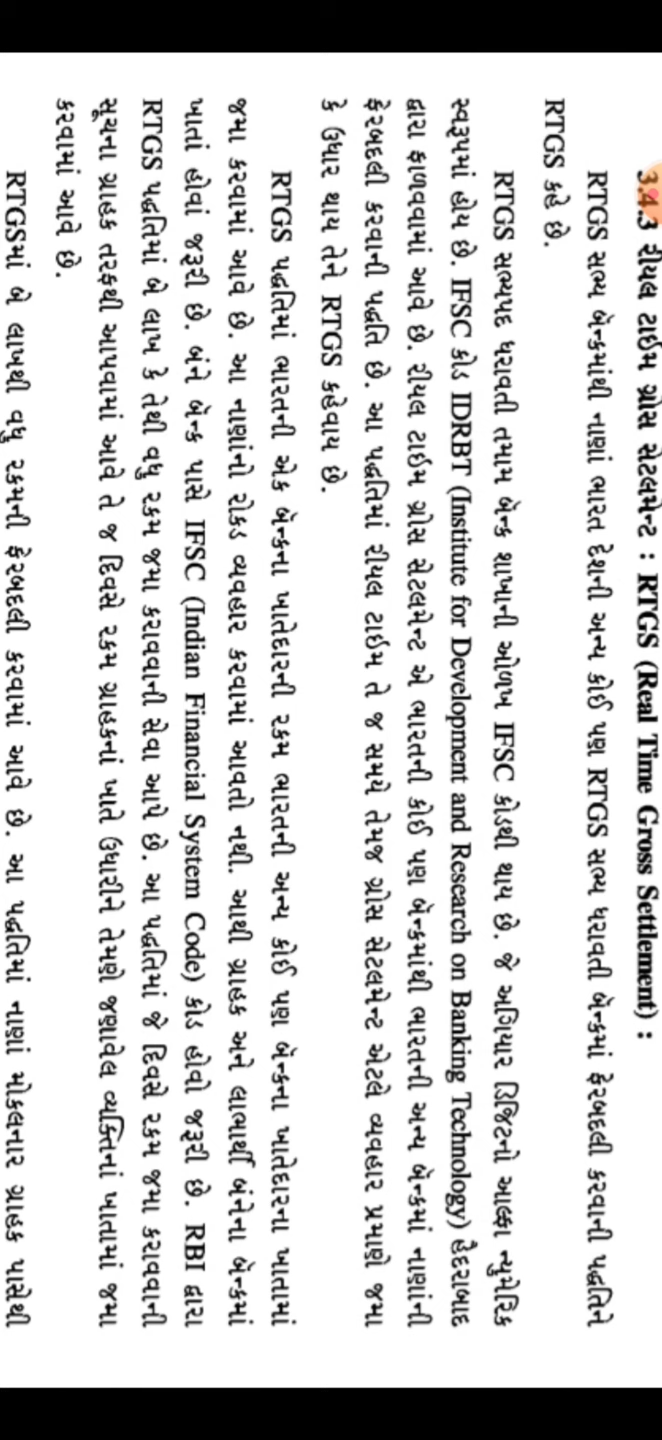 3.4.3 રીયલ ટાઈમ ગ્રોસ સેટલમેન્ટ : RTGS (Real Time Gross Settlement) :
RTGS સભ્ય બેન્કમાંથી નાણાં ભારત દેશની અન્ય કોઈ પણ RTGS સભ્ય ધરાવતી બેન્કમાં ફેરબદલી કરવાની પદ્ધતિને
RTGS કહે છે.
RTGS સભ્યપદ ધરાવતી તમામ બેન્ક શાખાની ઓળખ IFSC કોડથી થાય છે. જે અગિયાર ડિજિટનો આલ્ફા ન્યુમેરિક
સ્વરૂપમાં હોય છે. IFSC કોડ IDRBT (Institute for Development and Research on Banking Technology) હૈદરાબાદ
દ્વારા ફાળવવામાં આવે છે. રીયલ ટાઈમ ગ્રોસ સેટલમેન્ટ એ ભારતની કોઈ પણ બેન્કમાંથી ભારતની અન્ય બેન્કમાં નાણાંની
ફેરબદલી કરવાની પદ્ધતિ છે. આ પદ્ધતિમાં રીયલ ટાઈમ તે જ સમયે તેમજ ગ્રોસ સેટલમેન્ટ એટલે વ્યવહાર પ્રમાણે જમા
કે ઉધાર થાય તેને RTGS કહેવાય છે.
RTGS પદ્ધતિમાં ભારતની એક બેન્કના ખાતેદારની રકમ ભારતની અન્ય કોઈ પણ બેન્કના ખાતેદારના ખાતામાં
જમા કરવામાં આવે છે. આ નાણાંનો રોકડ વ્યવહાર કરવામાં આવતો નથી. આથી ગ્રાહક અને લાભાર્થી બંનેના બેન્કમાં
ખાતાં હોવાં જરૂરી છે. બંને બેન્ક પાસે IFSC (Indian Financial System Code) કોડ હોવો જરૂરી છે. RBI દ્વારા
RTGS પદ્ધતિમાં બે લાખ કે તેથી વધુ રકમ જમા કરાવવાની સેવા આપે છે. આ પદ્ધતિમાં જે દિવસે રકમ જમા કરાવવાની
સૂચના ગ્રાહક તરફથી આપવામાં આવે તે જ દિવસે રકમ ગ્રાહકનાં ખાતે ઉધારીને તેમણે જણાવેલ વ્યક્તિનાં ખાતામાં જમા
કરવામાં આવે છે.
RTGSમાં બે લાખથી વધુ રકમની ફેરબદલી કરવામાં આવે છે. આ પદ્ધતિમાં નાણાં મોકલનાર ગ્રાહક પાસેથી